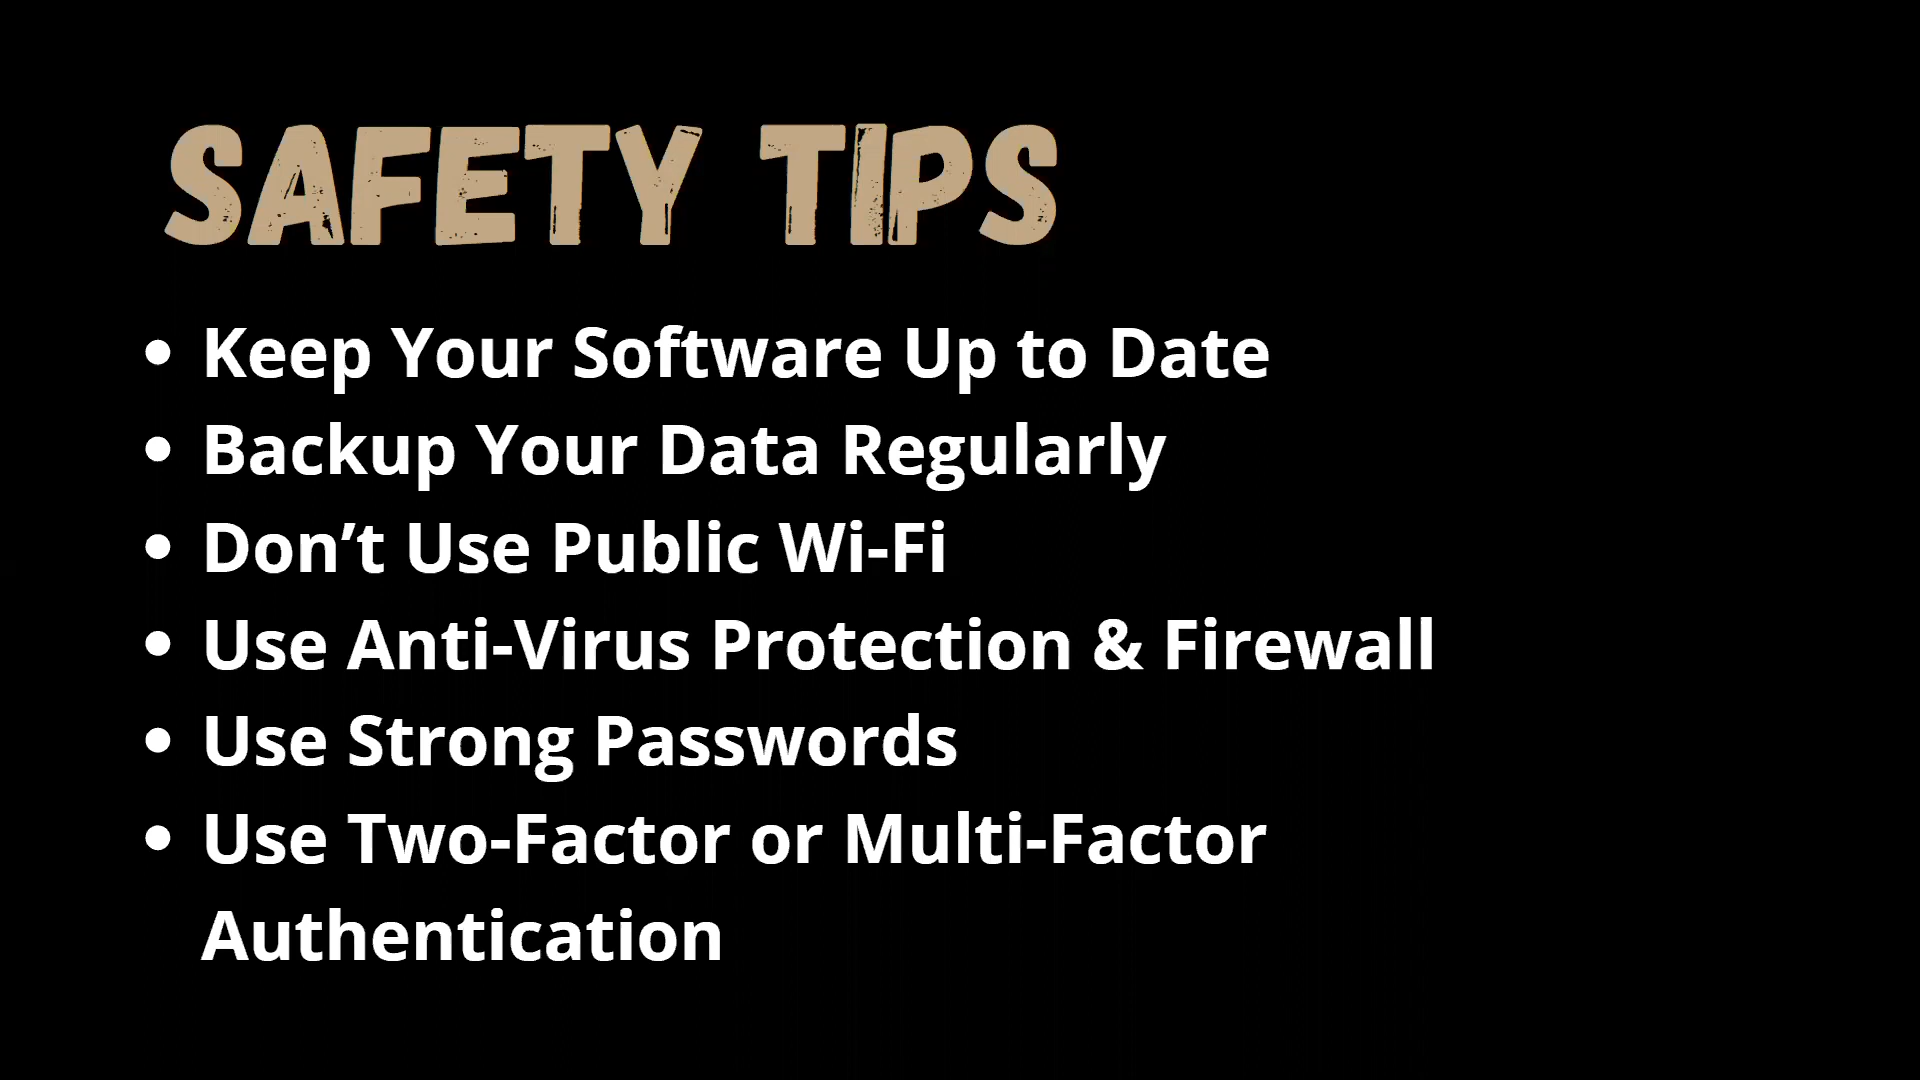 SAFETY TIPS
• Keep Your Software Up to Date
• Backup Your Data Regularly
• Don’t Use Public Wi-Fi
• Use Anti-Virus Protection & Firewall
• Use Strong Passwords
• Use Two-Factor or Multi-Factor
Authentication